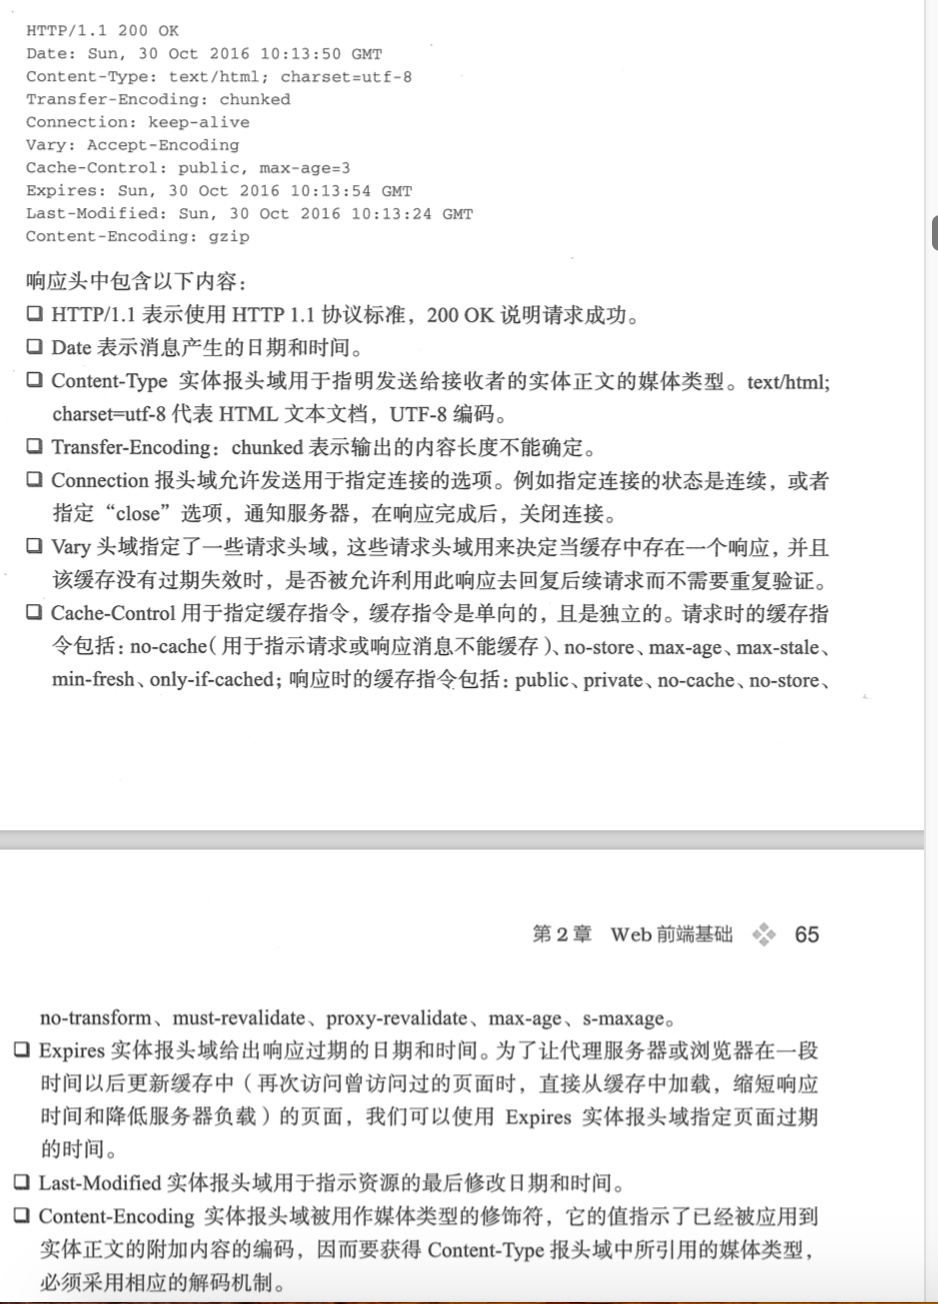 HTTP/1.1 200 OK
Date: Sun, 30 Oct 2016 10:13:50 GMT
Content-Type: text/html; charset=utf-8
Transfer-Encoding: chunked
Connection: keep-alive
Vary: Accept-Encoding
Cache-Control: public, max-age=3
Expires: Sun, 30 Oct 2016 10:13:54 GMT
Last-Modified: Sun, 30 Oct 2016 10:13:24 GMT
Content-Encoding: gzip
响应头中包含以下内容：
❑ HTTP/1.1 表示使用 HTTP 1.1 协议标准，200 OK 说明请求成功。
❑ Date 表示消息产生的日期和时间。
❑ Content-Type 实体报头域用于指明发送给接收者的实体正文的媒体类型。text/html;
charset=utf-8 代表 HTML 文本文档，UTF-8 编码。
❑ Transfer-Encoding：chunked 表示输出的内容长度不能确定。
❑ Connection 报头域允许发送用于指定连接的选项。例如指定连接的状态是连续，或者
指定“close”选项，通知服务器，在响应完成后，关闭连接。
❑ Vary 头域指定了一些请求头域，这些请求头域用来决定当缓存中存在一个响应，并且
该缓存没有过期失效时，是否被允许利用此响应去回复后续请求而不需要重复验证。
❑ Cache-Control 用于指定缓存指令，缓存指令是单向的，且是独立的。请求时的缓存指
令包括：no-cache（用于指示请求或响应消息不能缓存）、no-store、max-age、max-stale、
min-fresh、only-if-cached；响应时的缓存指令包括：public、private、no-cache、no-store、
第 2 章 Web 前端基础 65
no-transform、must-revalidate、proxy-revalidate、max-age、s-maxage。
❑ Expires 实体报头域给出响应过期的日期和时间。为了让代理服务器或浏览器在一段
时间以后更新缓存中（再次访问曾访问过的页面时，直接从缓存中加载，缩短响应
时间和降低服务器负载）的页面，我们可以使用 Expires 实体报头域指定页面过期
的时间。
❑ Last-Modified 实体报头域用于指示资源的最后修改日期和时间。
❑ Content-Encoding 实体报头域被用作媒体类型的修饰符，它的值指示了已经被应用到
实体正文的附加内容的编码，因而要获得 Content-Type 报头域中所引用的媒体类型，
必须采用相应的解码机制。